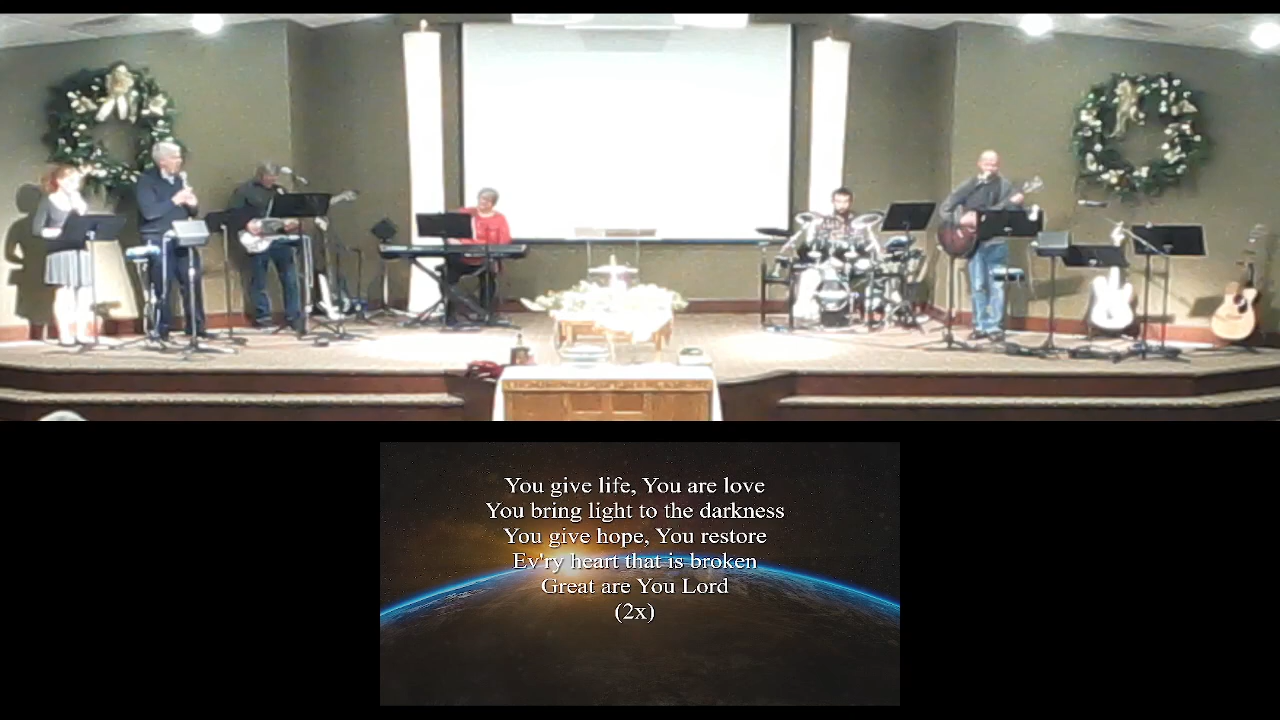 You give life, You are love
You bring light to the darkness
You give hope, You restore
Ev'ry heart that is broken
Great are You Lord
(2x)